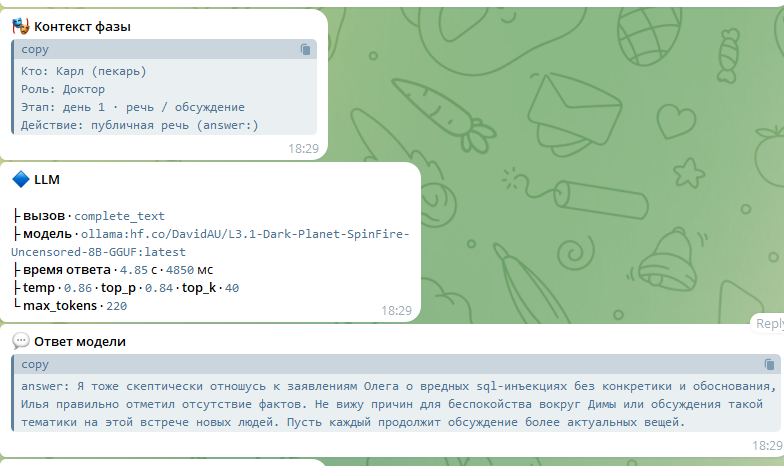 Контекст фазы
copy
Кто: Карл (пекарь)
Роль: Доктор
Этап: день 1 · речь / обсуждение
Действие: публичная речь (answer:)
18:29
LLM
├ вызов · complete_text
├ модель · ollama:hf.co/DavidAU/L3.1-Dark-Planet-SpinFire-
Uncensored-8B-GGUF:latest
├ время ответа · 4.85 с · 4850 мс
├ temp · 0.86 · top_p · 0.84 · top_k · 40
└ max_tokens · 220
18:29
Reply
Ответ модели
copy
answer: Я тоже скептически отношусь к заявлениям Олега о вредных sql-инъекциях без конкретики и обоснования,
Илья правильно отметил отсутствие фактов. Не вижу причин для беспокойства вокруг Димы или обсуждения такой
тематики на этой встрече новых людей. Пусть каждый продолжит обсуждение более актуальных вещей.
18:29